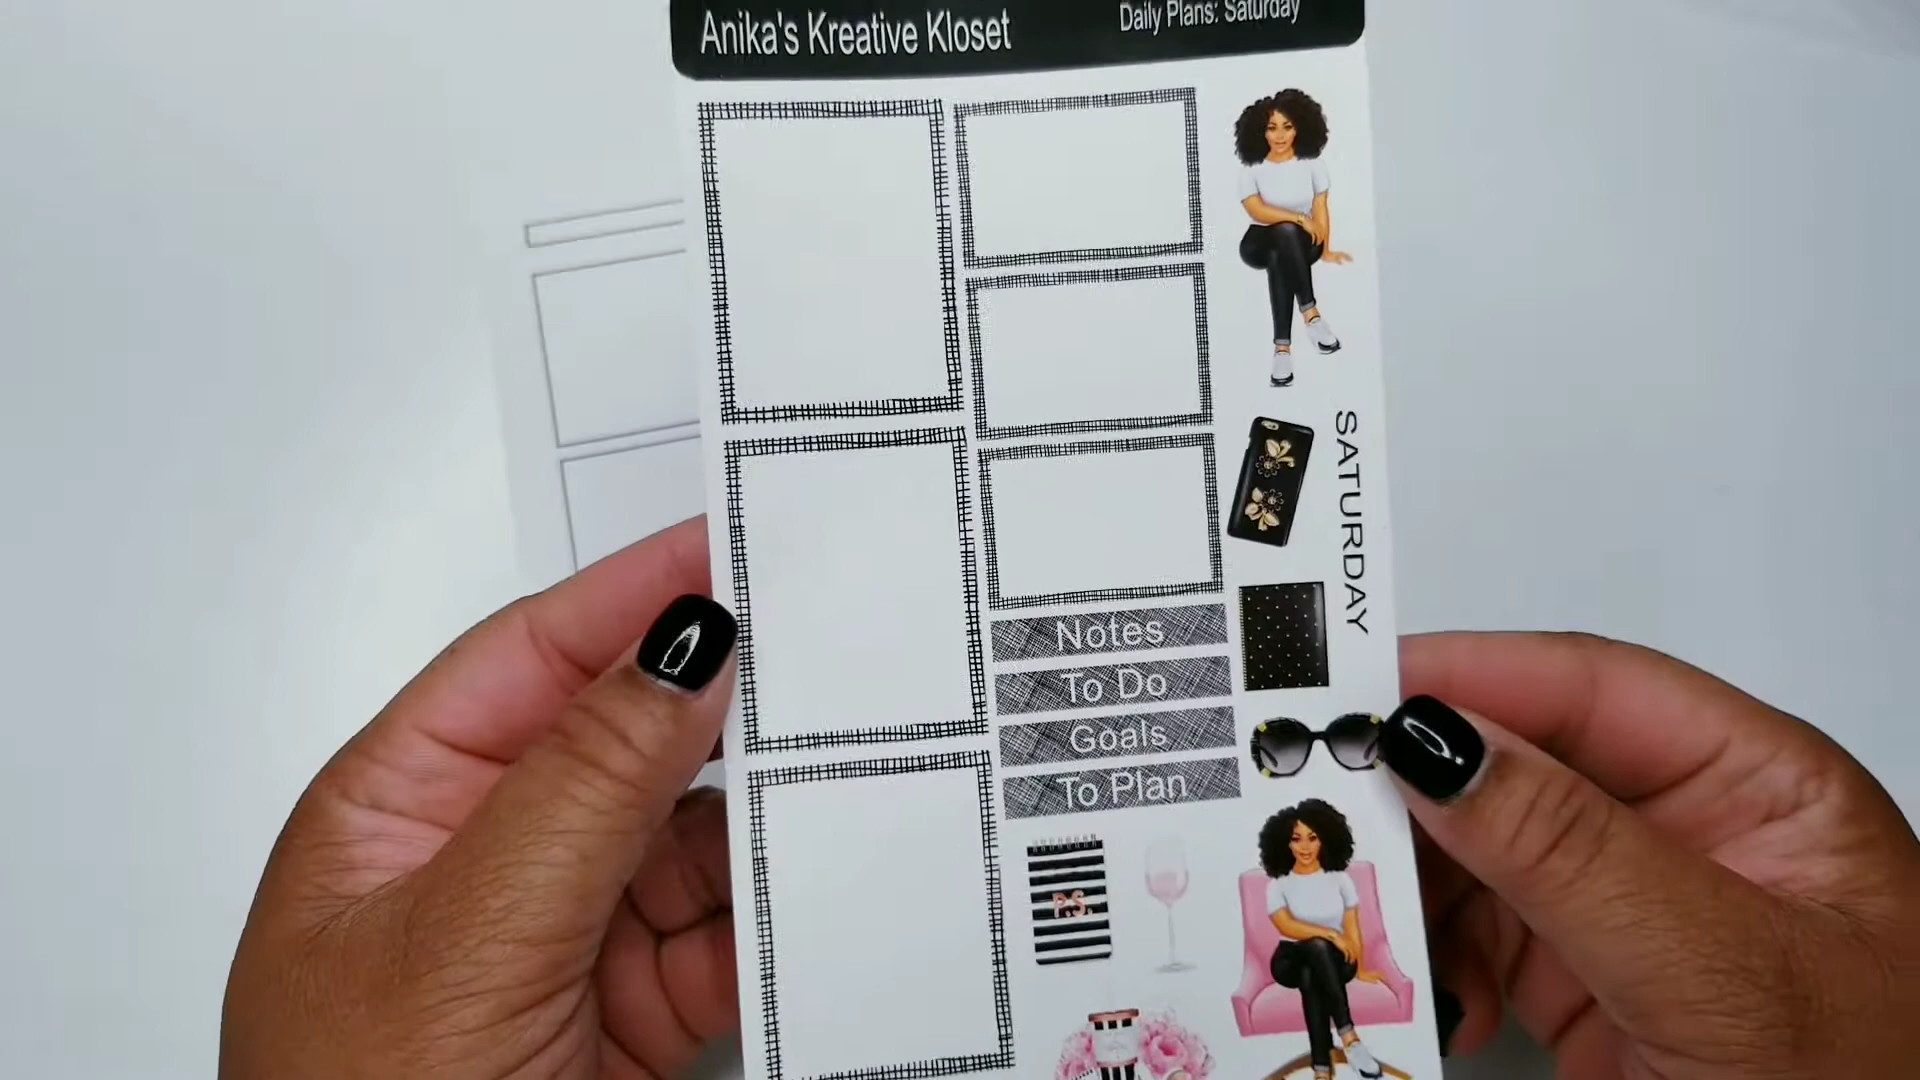 Anika's Kreative Kloset
Daily Plans: Saturday
SATURDAY
Notes
To Do
Goals
To Plan
P.S.